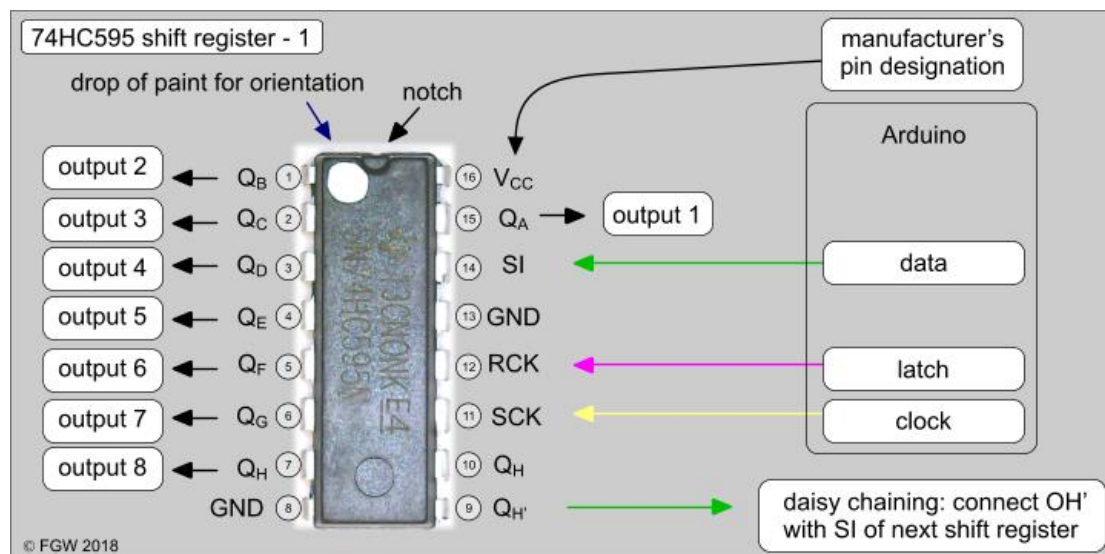 74HC595 shift register - 1
manufacturer's
pin designation
drop of paint for orientation
notch
Arduino
output 2
QB
1
16
VCC
output 3
QC
2
15
QA
output 1
output 4
QD
3
14
SI
data
output 5
QE
4
13
GND
output 6
QF
5
12
RCK
latch
output 7
QG
6
11
SCK
clock
output 8
QH
7
10
QH
GND
8
9
QH'
daisy chaining: connect OH'
with SI of next shift register
T3CNONK E4
SN74HC595N
© FGW 2018